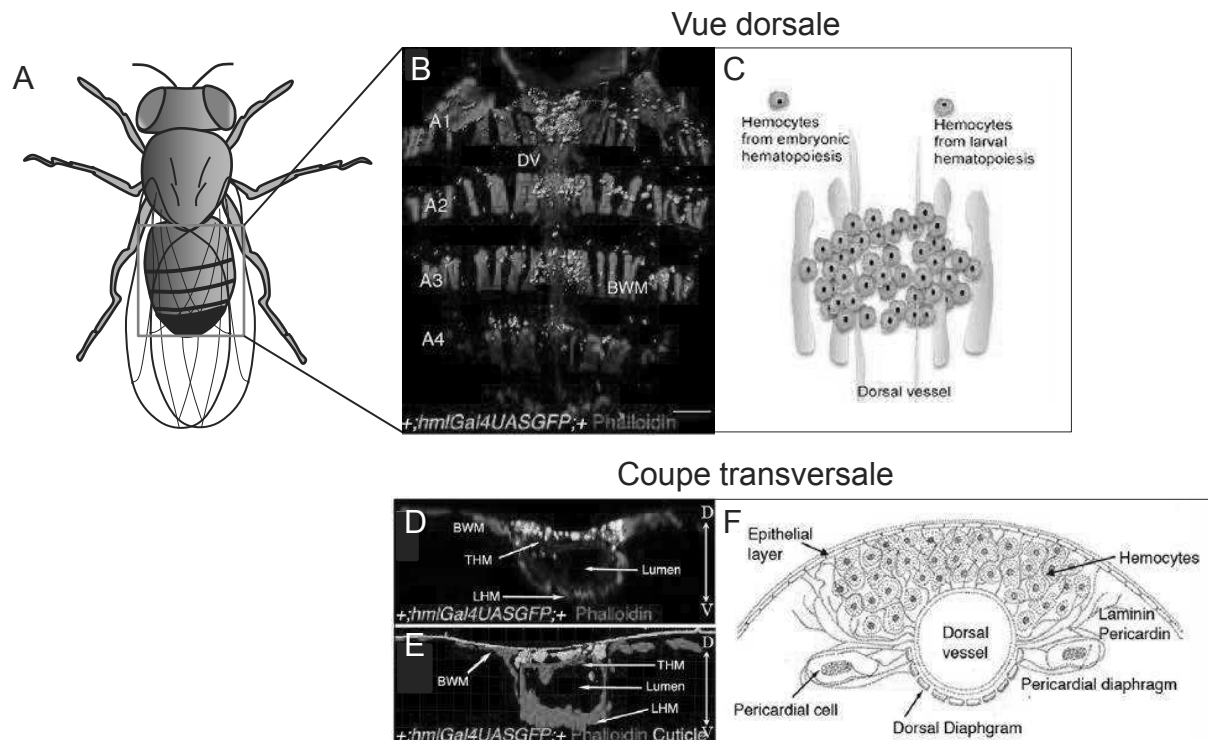 Vue dorsale
A
B
A1
DV
A2
A3
BWM
A4
+;hmlGal4UASGFP;+ Phalloidin
C
Hemocytes
from embryonic
hematopoiesis
Hemocytes
from larval
hematopoiesis
Dorsal vessel
Coupe transversale
D
BWM
THM
Lumen
LHM
D
V
+;hmlGal4UASGFP;+ Phalloidin
E
BWM
THM
Lumen
LHM
D
V
+;hmlGal4UASGFP;+ Phalloidin Cuticle
F
Epithelial
layer
Hemocytes
Laminin
Pericardin
Dorsal
vessel
Pericardial cell
Pericardial diaphragm
Dorsal Diaphgram